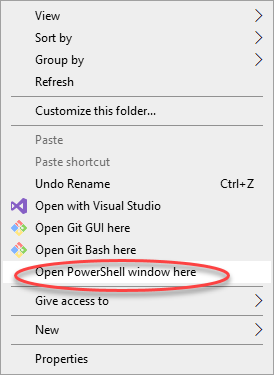 View
Sort by
Group by
Refresh
Customize this folder...
Paste
Paste shortcut
Undo Rename Ctrl+Z
Open with Visual Studio
Open Git GUI here
Open Git Bash here
Open PowerShell window here
Give access to
New
Properties